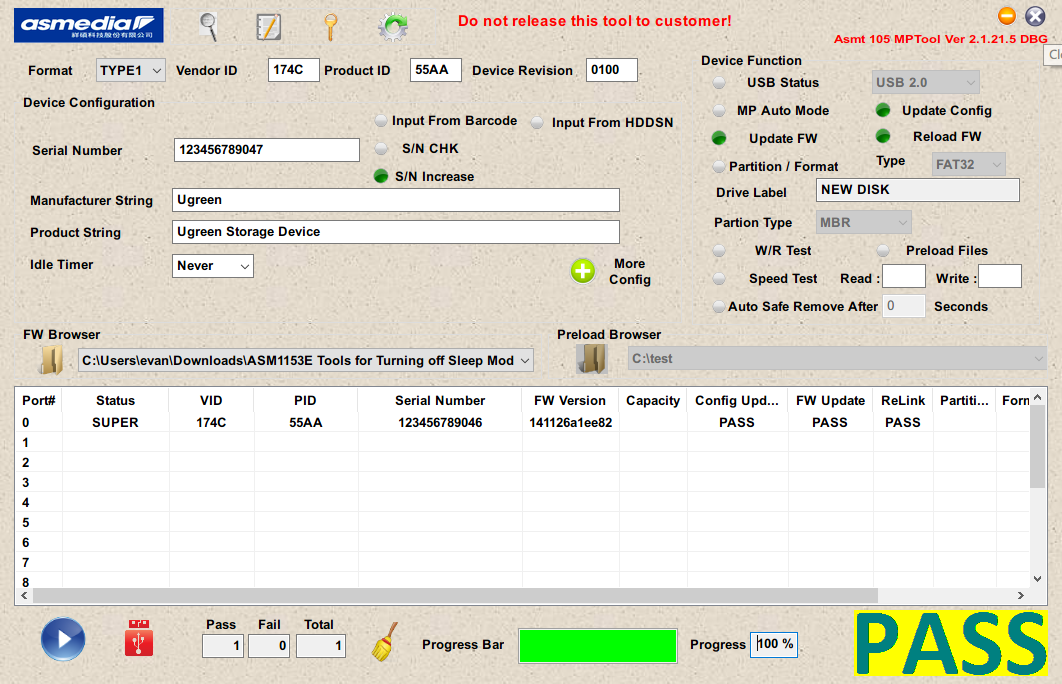 asmedia
祥碩科技股份有限公司
Do not release this tool to customer!
Asmt 105 MPTool Ver 2.1.21.5 DBG
Format TYPE1 Vendor ID 174C Product ID 55AA Device Revision 0100
Device Configuration
Input From Barcode Input From HDDSN
Serial Number 123456789047 S/N CHK
S/N Increase
Manufacturer String Ugreen
Product String Ugreen Storage Device
Idle Timer Never
More
Config
Device Function
USB Status USB 2.0
MP Auto Mode Update Config
Update FW Reload FW
Partition / Format Type FAT32
Drive Label NEW DISK
Partion Type MBR
W/R Test Preload Files
Speed Test Read : Write :
Auto Safe Remove After 0 Seconds
FW Browser
C:\Users\evan\Downloads\ASM1153E Tools for Turning off Sleep Mod
Preload Browser
C:\test
Port# Status VID PID Serial Number FW Version Capacity Config Upd... FW Update ReLink Partiti... Forn
0 SUPER 174C 55AA 123456789046 141126a1ee82 PASS PASS PASS
1
2
3
4
5
6
7
8
Pass Fail Total
1 0 1
Progress Bar Progress 100 %
PASS